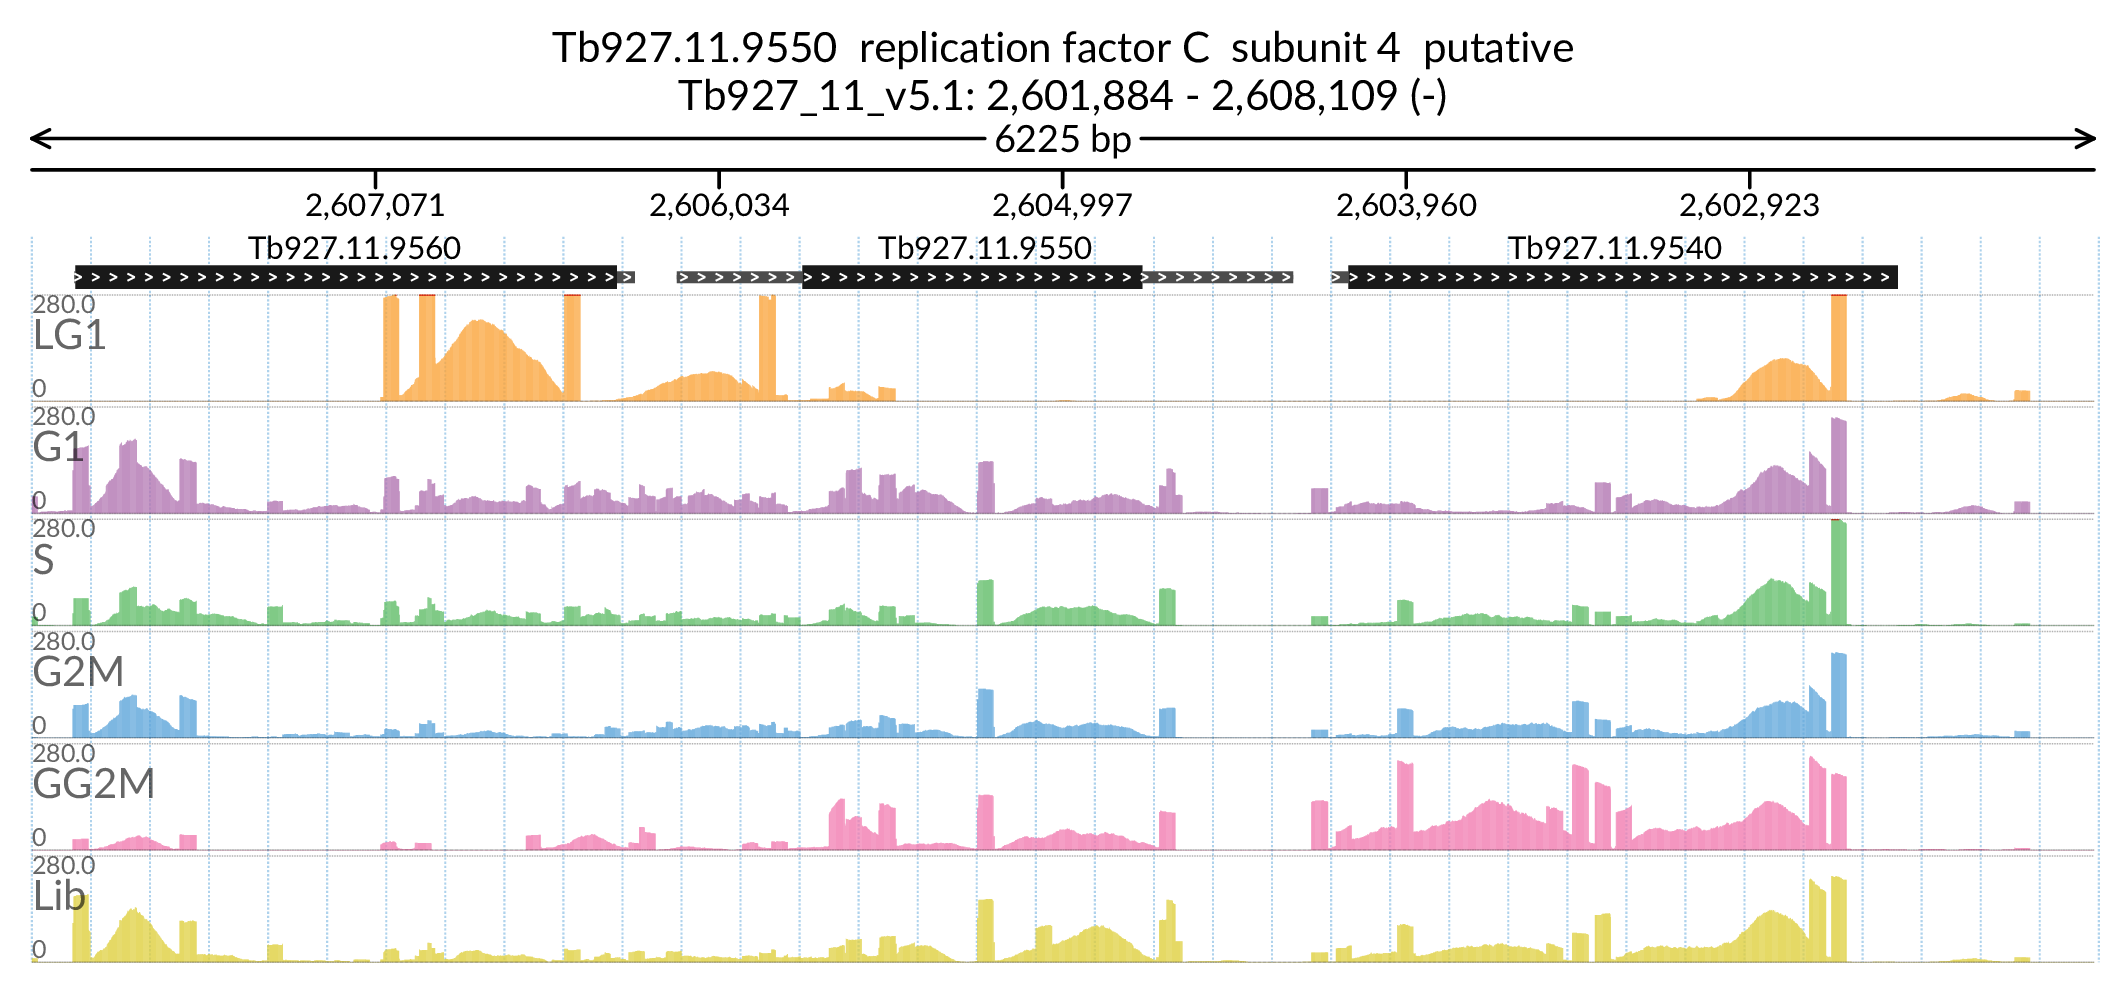 Tb927.11.9550  replication factor C  subunit 4  putative
Tb927_11_v5.1: 2,601,884 - 2,608,109 (-)
6225 bp
2,607,071 2,606,034 2,604,997 2,603,960 2,602,923
Tb927.11.9560 Tb927.11.9550 Tb927.11.9540
280.0
LG1
0
280.0
G1
0
280.0
S
0
280.0
G2M
0
280.0
GG2M
0
280.0
Lib
0